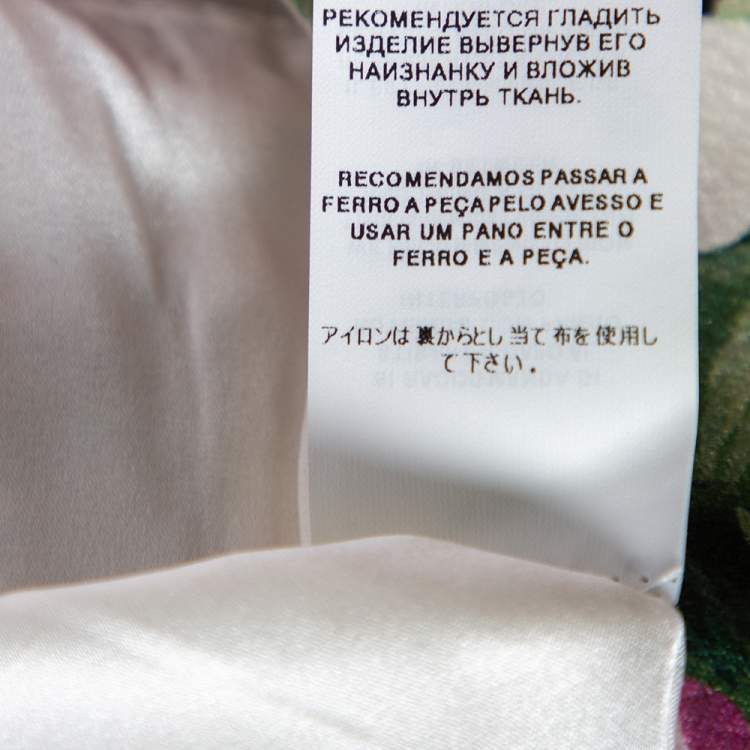 РЕКОМЕНДУЕТСЯ ГЛАДИТЬ
ИЗДЕЛИЕ ВЫВЕРНУВ ЕГО
НАИЗНАНКУ И ВЛОЖИВ
ВНУТРЬ ТКАНЬ.
RECOMENDAMOS PASSAR A
FERRO A PEÇA PELO AVESSO E
USAR UM PANO ENTRE O
FERRO E A PEÇA.
アイロンは裏からとし当て布を使用し
て下さい。